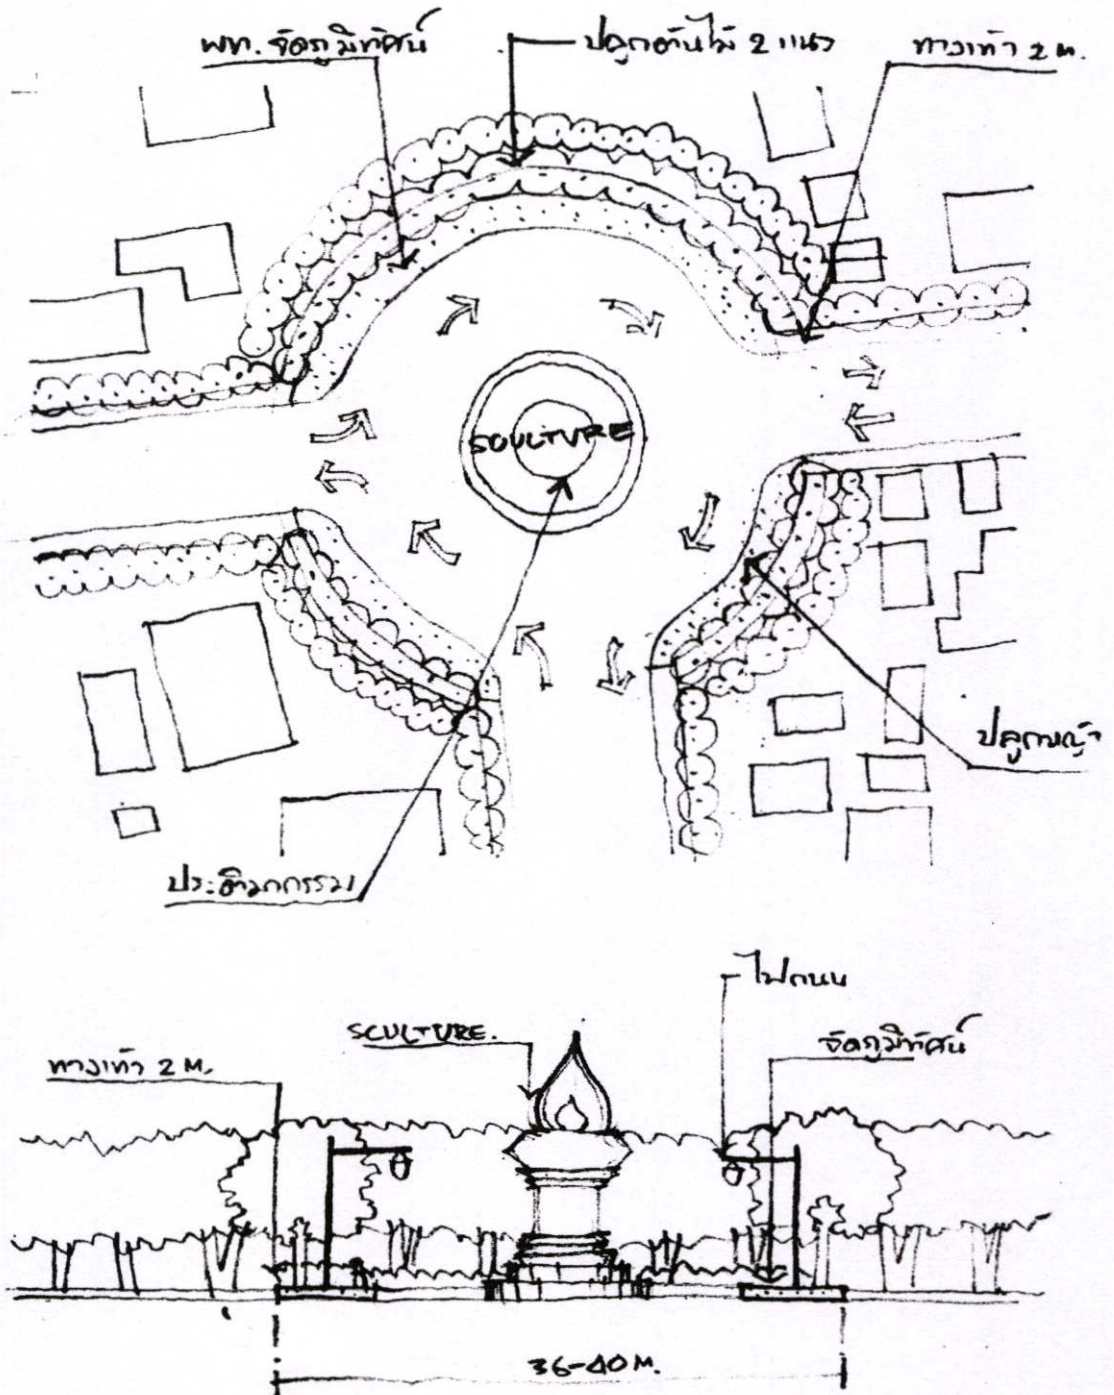 พท. จัดภูมิทัศน์
ปลูกต้นไม้ 2 แนว
ทางเท้า 2 ม.
SCULTURE
ปลูกหญ้า
ประติมกกรรม
ไฟถนน
SCULTURE.
จัดภูมิทัศน์
ทางเท้า 2 M.
36-40 M.